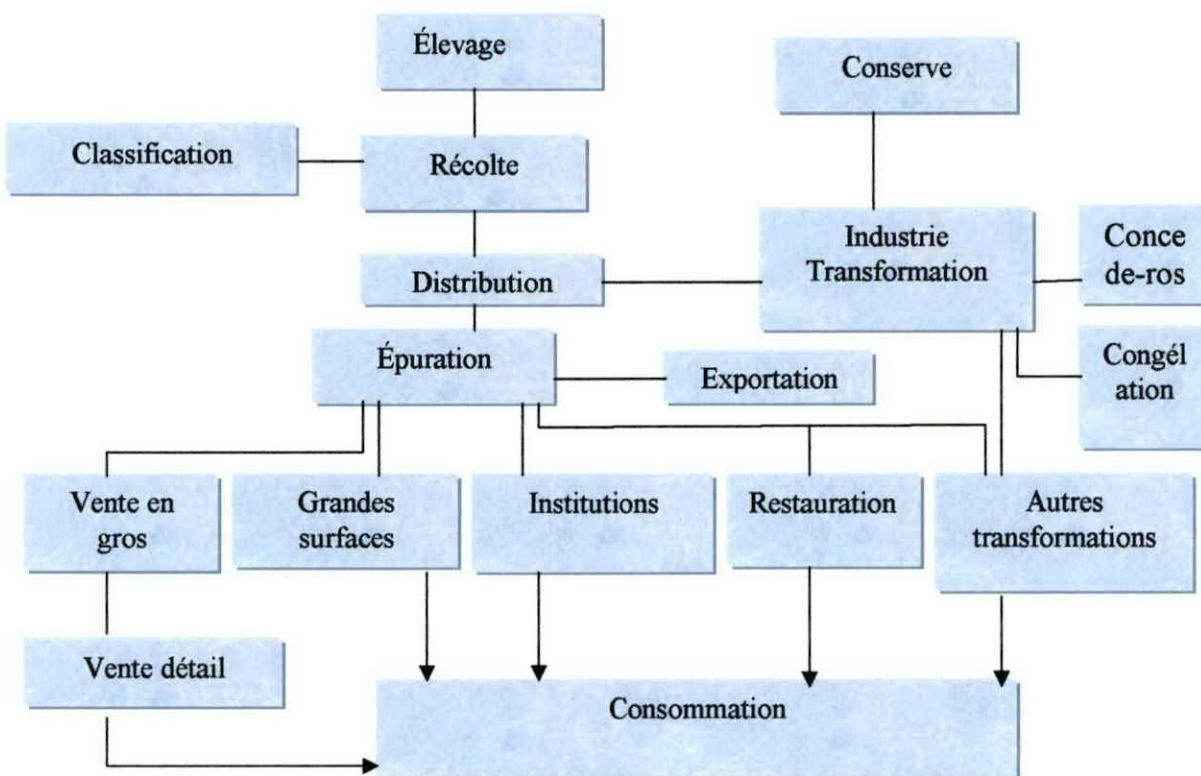 Élevage
Conserve
Classification
Récolte
Industrie
Transformation
Conce
de-ros
Distribution
Épuration
Exportation
Congél
ation
Vente en
gros
Grandes
surfaces
Institutions
Restauration
Autres
transformations
Vente détail
Consommation